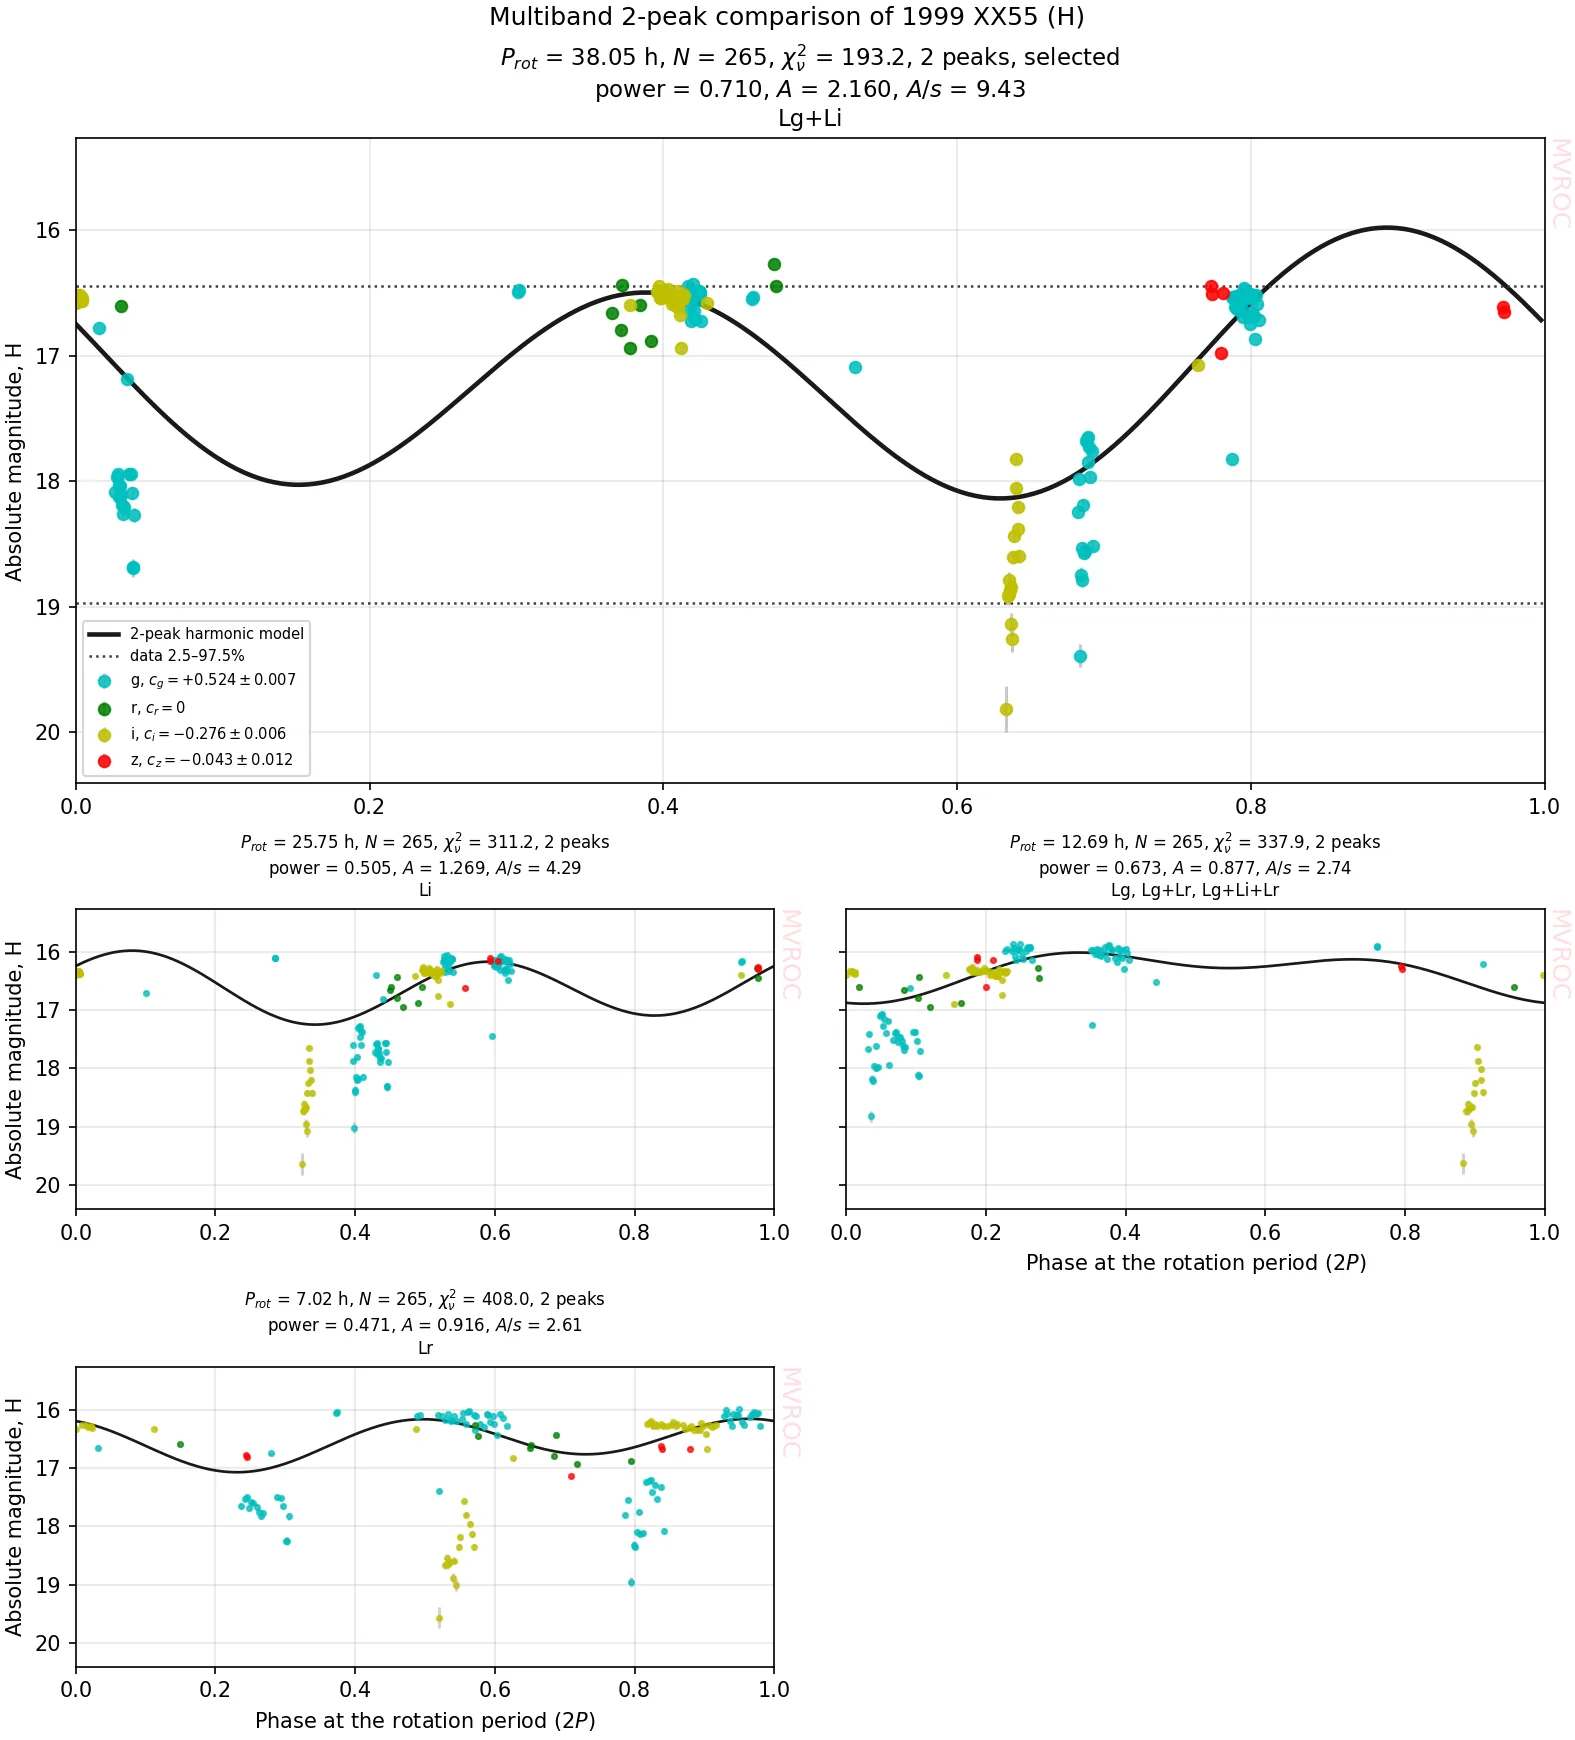 Multiband 2-peak comparison of 1999 XX55 (H)
P_rot = 38.05 h, N = 265, χ²_ν = 193.2, 2 peaks, selected
power = 0.710, A = 2.160, A/s = 9.43
Lg+Li
MVROC
Absolute magnitude, H
16
17
18
19
20
2-peak harmonic model
data 2.5–97.5%
g, c_g = +0.524 ± 0.007
r, c_r = 0
i, c_i = −0.276 ± 0.006
z, c_z = −0.043 ± 0.012
0.0 0.2 0.4 0.6 0.8 1.0
P_rot = 25.75 h, N = 265, χ²_ν = 311.2, 2 peaks
power = 0.505, A = 1.269, A/s = 4.29
Li
MVROC
Absolute magnitude, H
16
17
18
19
20
0.0 0.2 0.4 0.6 0.8 1.0
P_rot = 12.69 h, N = 265, χ²_ν = 337.9, 2 peaks
power = 0.673, A = 0.877, A/s = 2.74
Lg, Lg+Lr, Lg+Li+Lr
MVROC
0.0 0.2 0.4 0.6 0.8 1.0
Phase at the rotation period (2P)
P_rot = 7.02 h, N = 265, χ²_ν = 408.0, 2 peaks
power = 0.471, A = 0.916, A/s = 2.61
Lr
MVROC
Absolute magnitude, H
16
17
18
19
20
0.0 0.2 0.4 0.6 0.8 1.0
Phase at the rotation period (2P)